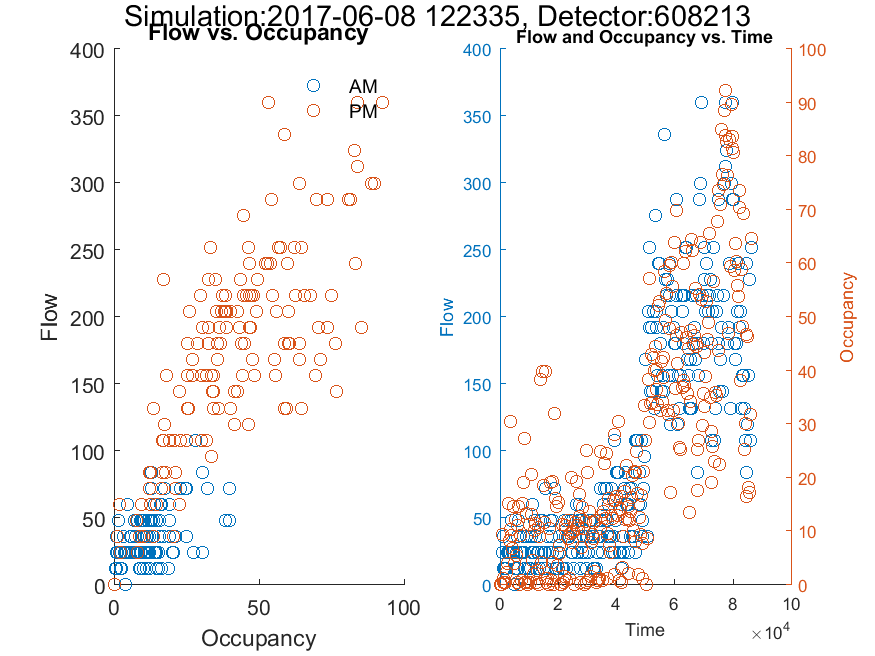 Simulation:2017-06-08 122335, Detector:608213
Flow vs. Occupancy
400
350
300
250
200
150
100
50
0
0 50 100
Flow
Occupancy
AM
PM
Flow and Occupancy vs. Time
400
350
300
250
200
150
100
50
0
Flow
100
90
80
70
60
50
40
30
20
10
0
Occupancy
0 2 4 6 8 10
Time
×10^4